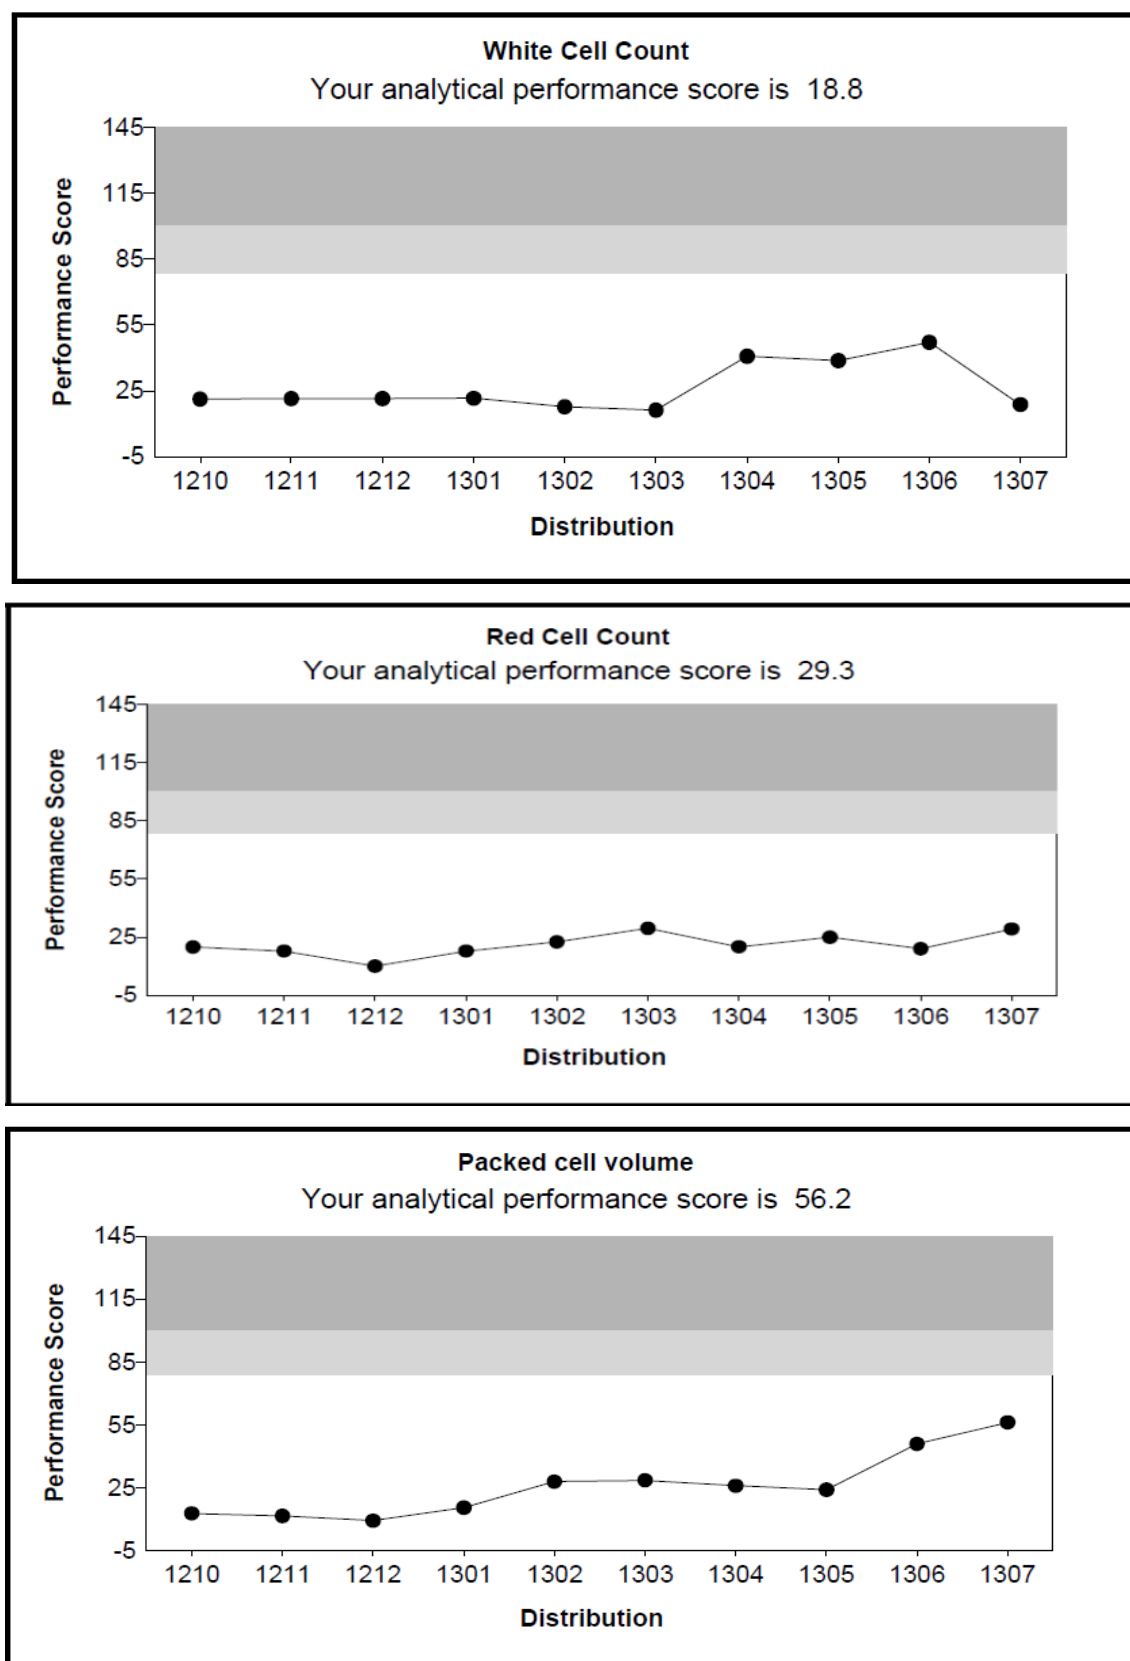 White Cell Count
Your analytical performance score is 18.8
Performance Score
145
115
85
55
25
-5
1210 1211 1212 1301 1302 1303 1304 1305 1306 1307
Distribution
Red Cell Count
Your analytical performance score is 29.3
Performance Score
145
115
85
55
25
-5
1210 1211 1212 1301 1302 1303 1304 1305 1306 1307
Distribution
Packed cell volume
Your analytical performance score is 56.2
Performance Score
145
115
85
55
25
-5
1210 1211 1212 1301 1302 1303 1304 1305 1306 1307
Distribution